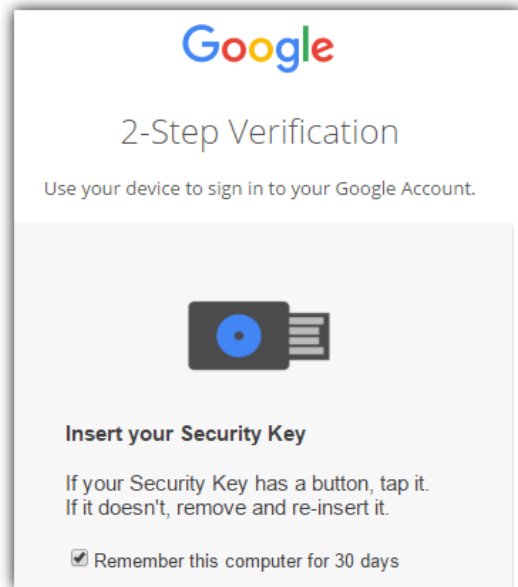 Google
2-Step Verification
Use your device to sign in to your Google Account.
Insert your Security Key
If your Security Key has a button, tap it.
If it doesn't, remove and re-insert it.
Remember this computer for 30 days